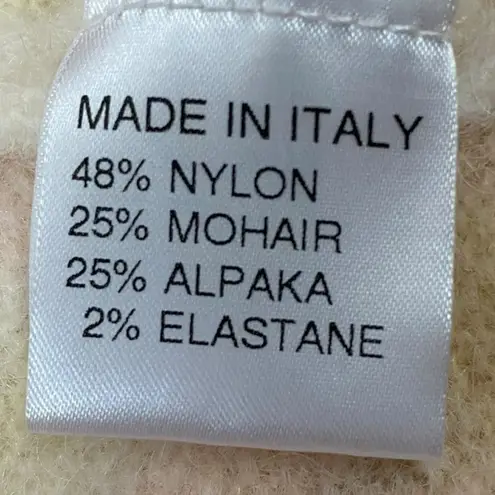 MADE IN ITALY
48% NYLON
25% MOHAIR
25% ALPAKA
2% ELASTANE